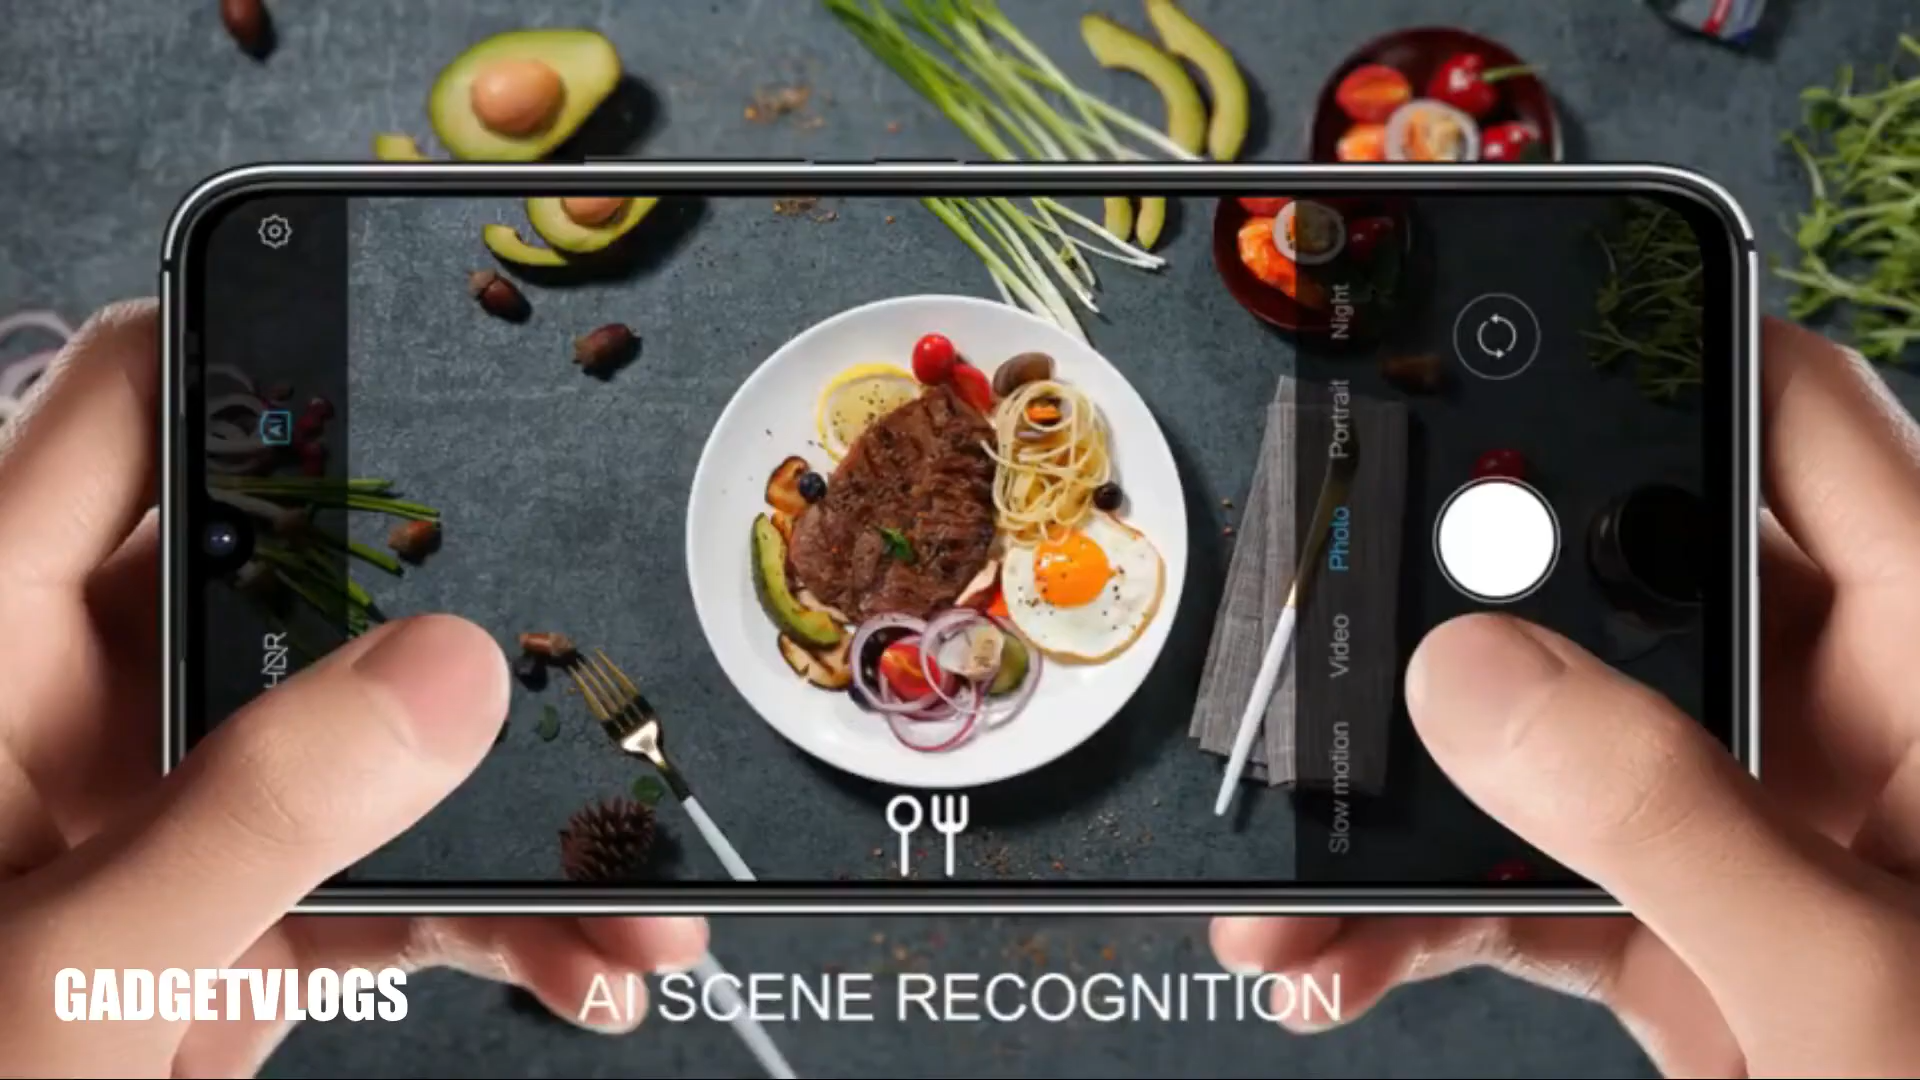 AI
HDR
Night
Portrait
Photo
Video
Slow motion
GADGETVLOGS
AI SCENE RECOGNITION